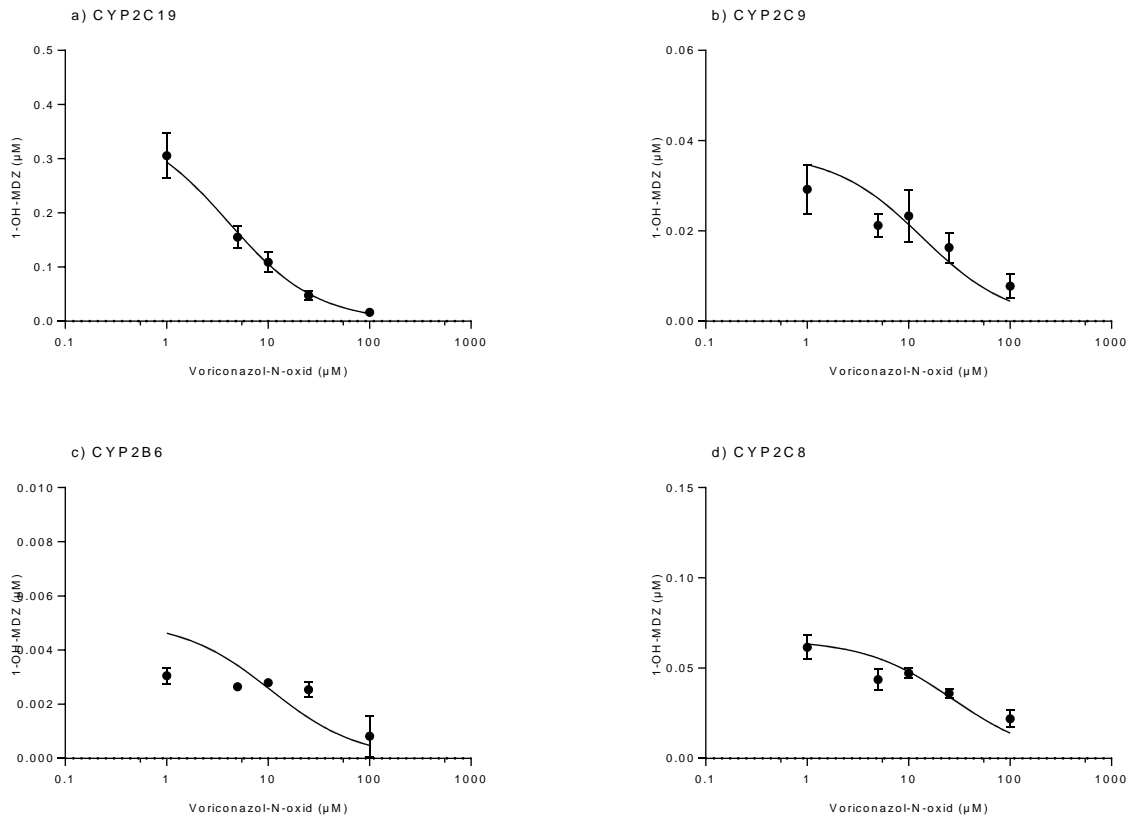 a) CYP2C19
0.5
0.4
0.3
0.2
0.1
0.0
1-OH-MDZ (µM)
0.1 1 10 100 1000
Voriconazol-N-oxid (µM)
b) CYP2C9
0.06
0.04
0.02
0.00
1-OH-MDZ (µM)
0.1 1 10 100 1000
Voriconazol-N-oxid (µM)
c) CYP2B6
0.010
0.008
0.006
0.004
0.002
0.000
1-OH-MDZ (µM)
0.1 1 10 100 1000
Voriconazol-N-oxid (µM)
d) CYP2C8
0.15
0.10
0.05
0.00
1-OH-MDZ (µM)
0.1 1 10 100 1000
Voriconazol-N-oxid (µM)